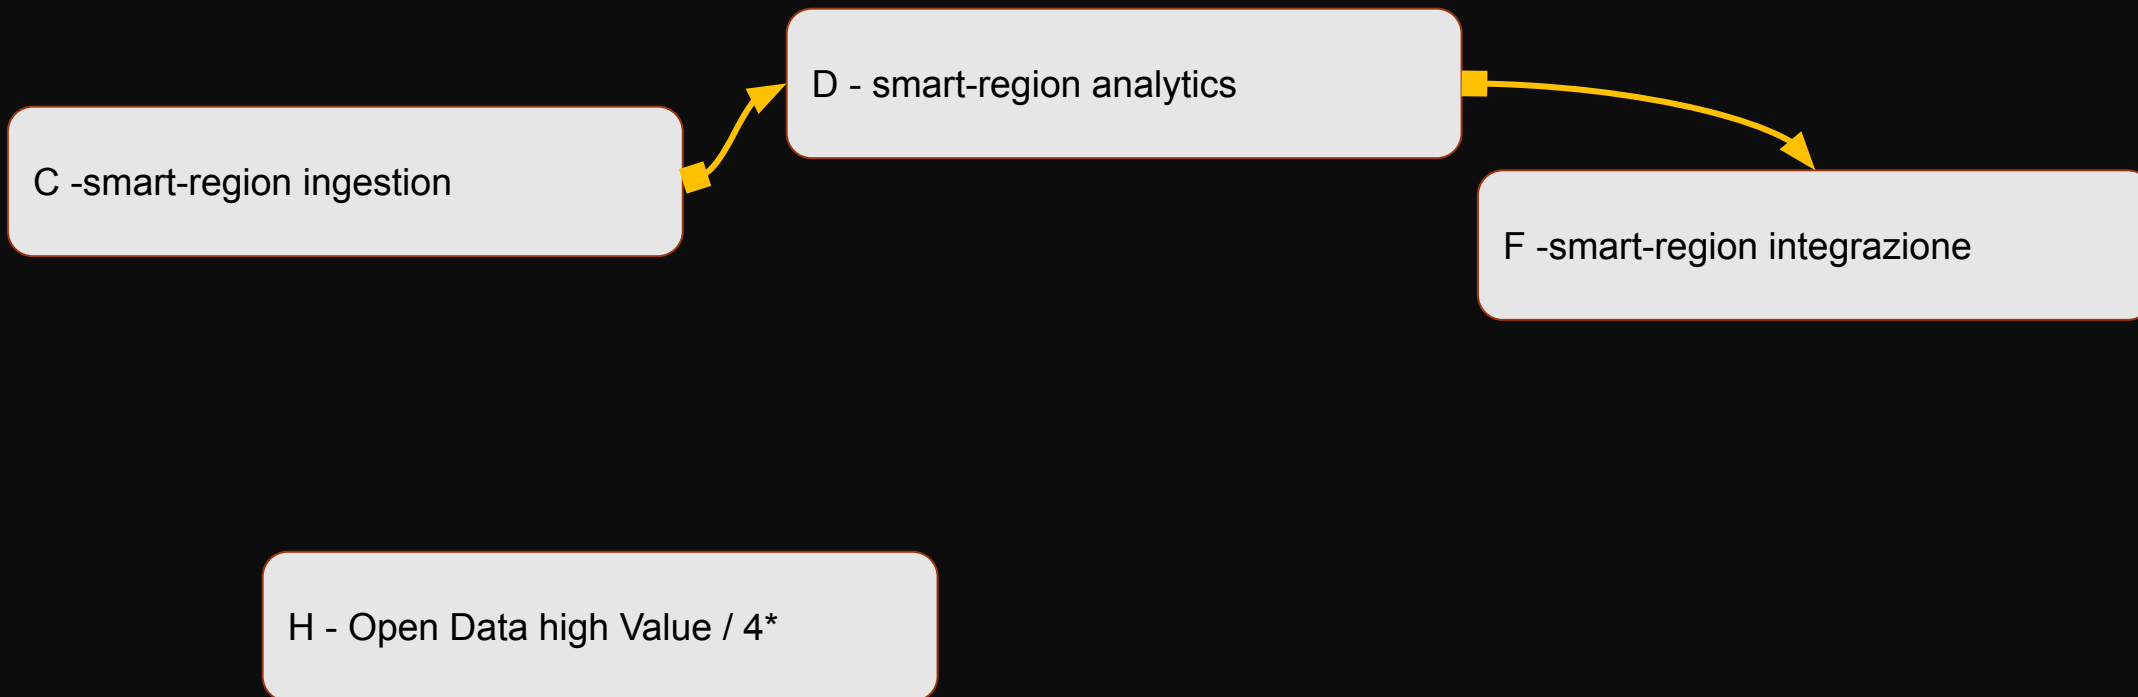 D - smart-region analytics
C -smart-region ingestion
F -smart-region integrazione
H - Open Data high Value / 4*